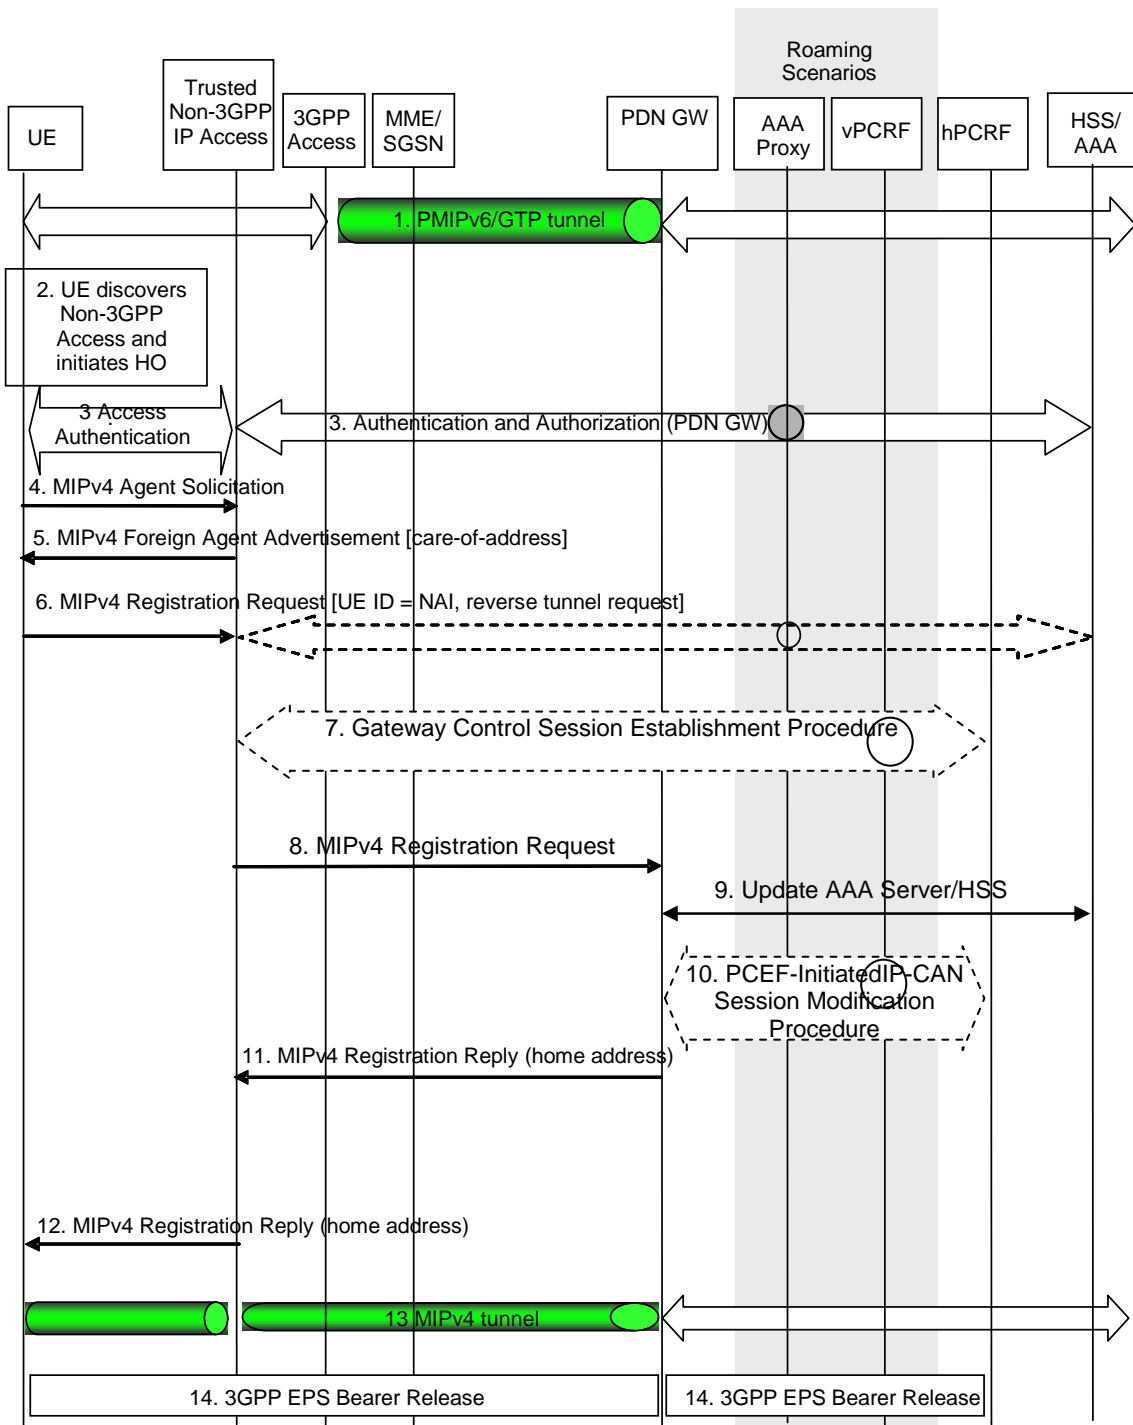 Roaming
Scenarios
UE
Trusted
Non-3GPP
IP Access
3GPP
Access
MME/
SGSN
PDN GW
AAA
Proxy
vPCRF
hPCRF
HSS/
AAA
1. PMIPv6/GTP tunnel
2. UE discovers
Non-3GPP
Access and
initiates HO
3 Access
Authentication
3. Authentication and Authorization (PDN GW)
4. MIPv4 Agent Solicitation
5. MIPv4 Foreign Agent Advertisement [care-of-address]
6. MIPv4 Registration Request [UE ID = NAI, reverse tunnel request]
7. Gateway Control Session Establishment Procedure
8. MIPv4 Registration Request
9. Update AAA Server/HSS
10. PCEF-InitiatedIP-CAN
Session Modification
Procedure
11. MIPv4 Registration Reply (home address)
12. MIPv4 Registration Reply (home address)
13 MIPv4 tunnel
14. 3GPP EPS Bearer Release
14. 3GPP EPS Bearer Release